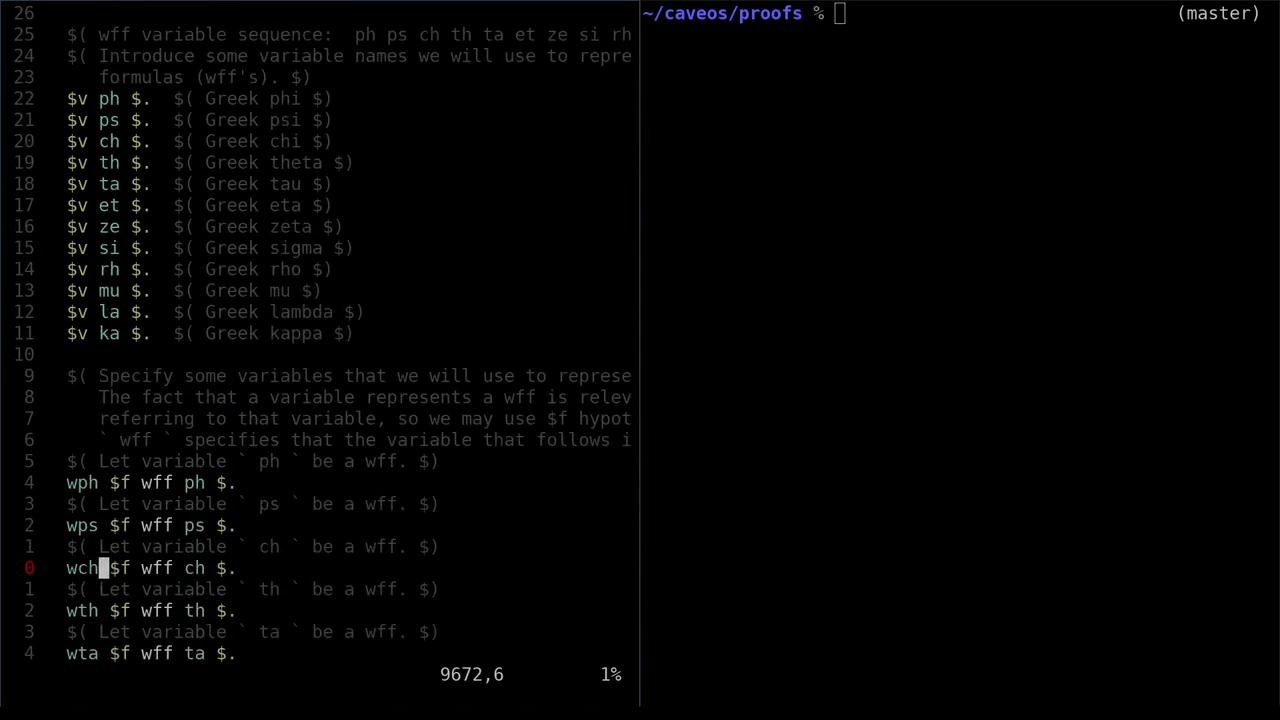 26
25 $( wff variable sequence:  ph ps ch th ta et ze si rh
24 $( Introduce some variable names we will use to repre
23    formulas (wff's). $)
22 $v ph $.  $( Greek phi $)
21 $v ps $.  $( Greek psi $)
20 $v ch $.  $( Greek chi $)
19 $v th $.  $( Greek theta $)
18 $v ta $.  $( Greek tau $)
17 $v et $.  $( Greek eta $)
16 $v ze $.  $( Greek zeta $)
15 $v si $.  $( Greek sigma $)
14 $v rh $.  $( Greek rho $)
13 $v mu $.  $( Greek mu $)
12 $v la $.  $( Greek lambda $)
11 $v ka $.  $( Greek kappa $)
10
9 $( Specify some variables that we will use to represe
8    The fact that a variable represents a wff is relev
7    referring to that variable, so we may use $f hypot
6    ` wff ` specifies that the variable that follows i
5 $( Let variable ` ph ` be a wff. $)
4 wph $f wff ph $.
3 $( Let variable ` ps ` be a wff. $)
2 wps $f wff ps $.
1 $( Let variable ` ch ` be a wff. $)
0 wch $f wff ch $.
1 $( Let variable ` th ` be a wff. $)
2 wth $f wff th $.
3 $( Let variable ` ta ` be a wff. $)
4 wta $f wff ta $.
9672,6 1%
~/caveos/proofs % (master)